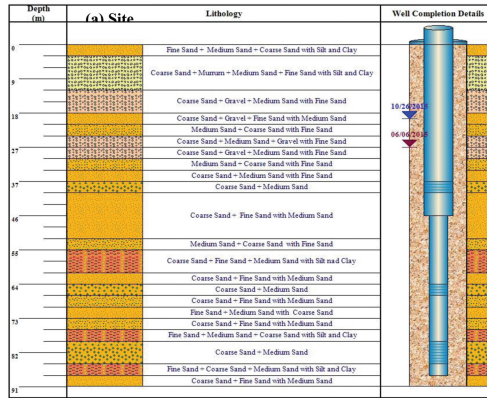 Depth
(m)
(a) Site
Lithology
Well Completion Details
0
Fine Sand + Medium Sand + Coarse Sand with Silt and Clay
Coarse Sand + Murrum + Medium Sand + Fine Sand with Silt and Clay
9
Coarse Sand + Gravel + Medium Sand with Fine Sand
10/26/2014
18
Coarse Sand + Gravel + Fine Sand with Medium Sand
Medium Sand + Coarse Sand with Fine Sand
06/06/2015
Coarse Sand + Medium Sand + Gravel with Fine Sand
27
Coarse Sand + Gravel + Medium Sand with Fine Sand
Medium Sand + Coarse Sand with Fine Sand
Coarse Sand + Medium Sand with Fine Sand
37
Coarse Sand + Medium Sand
46
Coarse Sand + Fine Sand with Medium Sand
Medium Sand + Coarse Sand with Fine Sand
55
Coarse Sand + Fine Sand + Medium Sand with Silt nad Clay
Coarse Sand + Fine Sand with Medium Sand
64
Coarse Sand + Medium Sand
Coarse Sand + Fine Sand with Medium Sand
Fine Sand + Medium Sand with Coarse Sand
73
Coarse Sand + Fine Sand with Medium Sand
Fine Sand + Medium Sand + Coarse Sand with Silt and Clay
82
Coarse Sand + Medium Sand
Fine Sand + Coarse Sand + Medium Sand with Silt and Clay
Coarse Sand + Fine Sand with Medium Sand
91